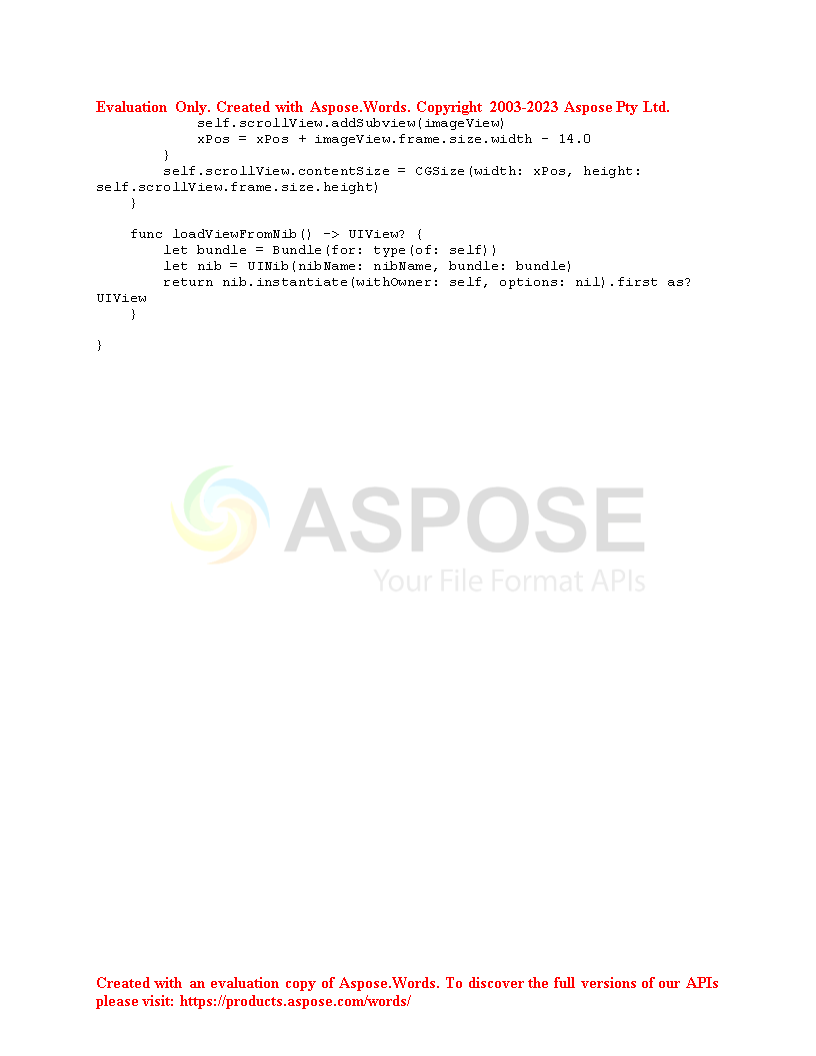 Evaluation Only. Created with Aspose.Words. Copyright 2003-2023 Aspose Pty Ltd.
            self.scrollView.addSubview(imageView)
            xPos = xPos + imageView.frame.size.width - 14.0
        }
        self.scrollView.contentSize = CGSize(width: xPos, height:
self.scrollView.frame.size.height)
    }
    func loadViewFromNib() -> UIView? {
        let bundle = Bundle(for: type(of: self))
        let nib = UINib(nibName: nibName, bundle: bundle)
        return nib.instantiate(withOwner: self, options: nil).first as?
UIView
    }
}
ASPOSE
Your File Format APIs
Created with an evaluation copy of Aspose.Words. To discover the full versions of our APIs
please visit: https://products.aspose.com/words/